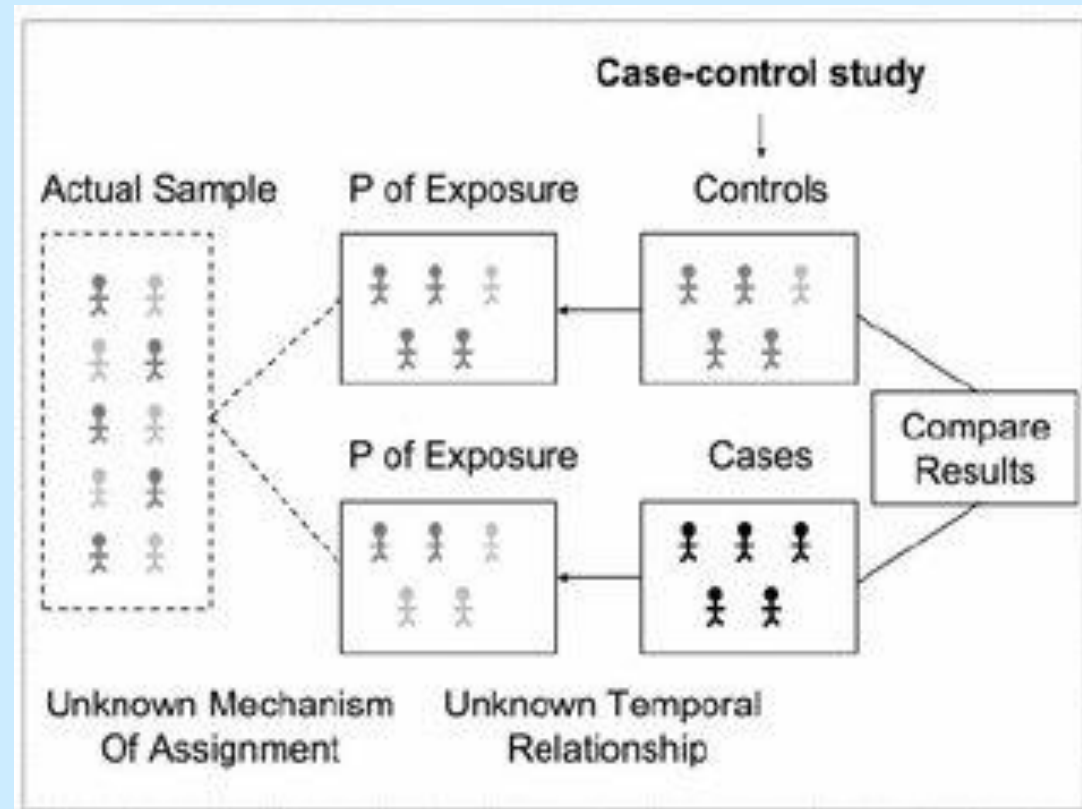 Case-control study
Actual Sample
P of Exposure
Controls
P of Exposure
Cases
Compare
Results
Unknown Mechanism
Of Assignment
Unknown Temporal
Relationship